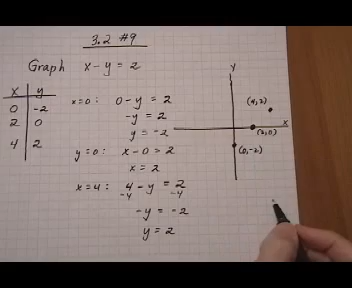 3.2 #9
Graph x - y = 2
x y
0 -2
2 0
4 2
x=0: 0 - y = 2
-y = 2
y = -2
y=0: x - 0 = 2
x = 2
x=4: 4 - y = 2
-4 -4
-y = -2
y = 2
y
(4,2)
x
(2,0)
(0,-2)